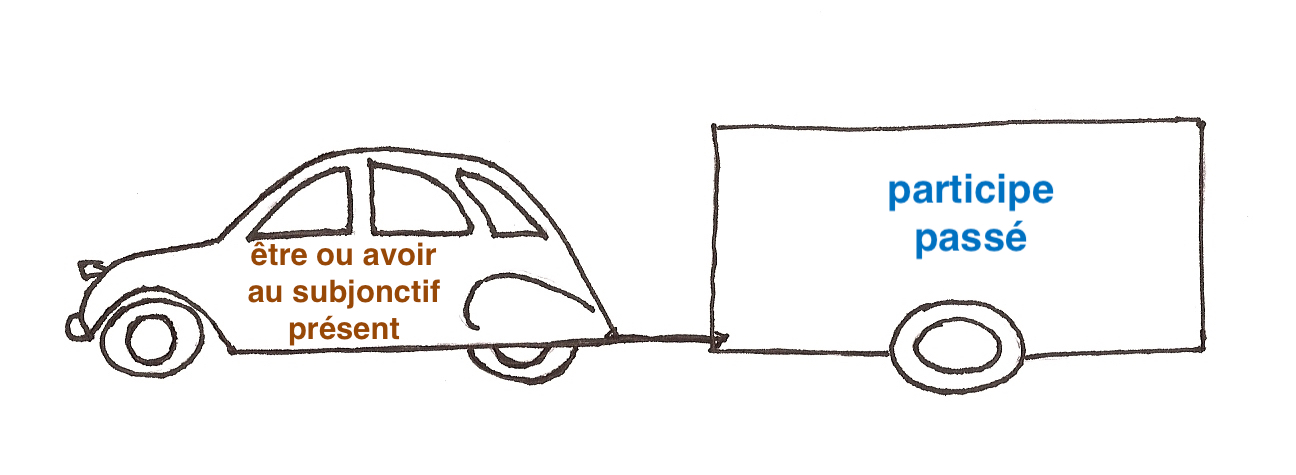 être ou avoir
au subjonctif
présent
participe
passé